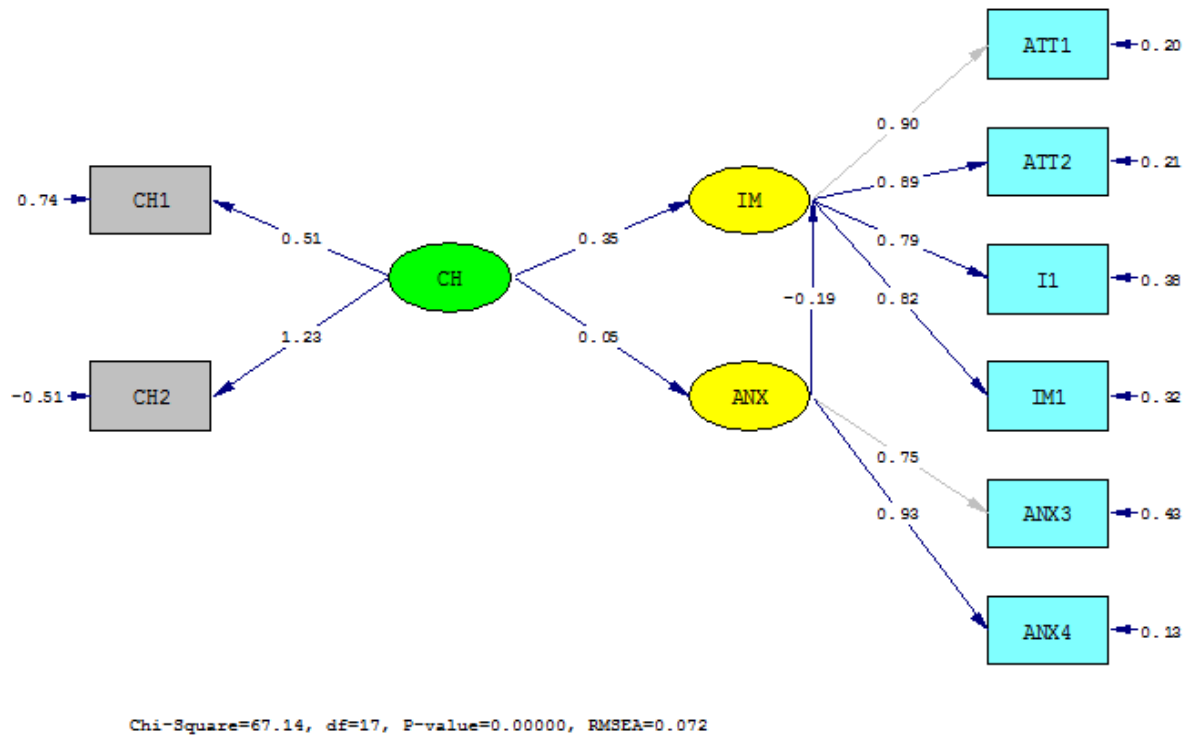 ATT1
0.20
0.90
ATT2
0.21
0.89
CH1
0.74
0.51
IM
0.35
0.79
I1
0.38
CH
-0.19
0.82
1.23
0.05
CH2
-0.51
ANX
IM1
0.32
0.75
0.93
ANX3
0.43
ANX4
0.13
Chi-Square=67.14, df=17, P-value=0.00000, RMSEA=0.072